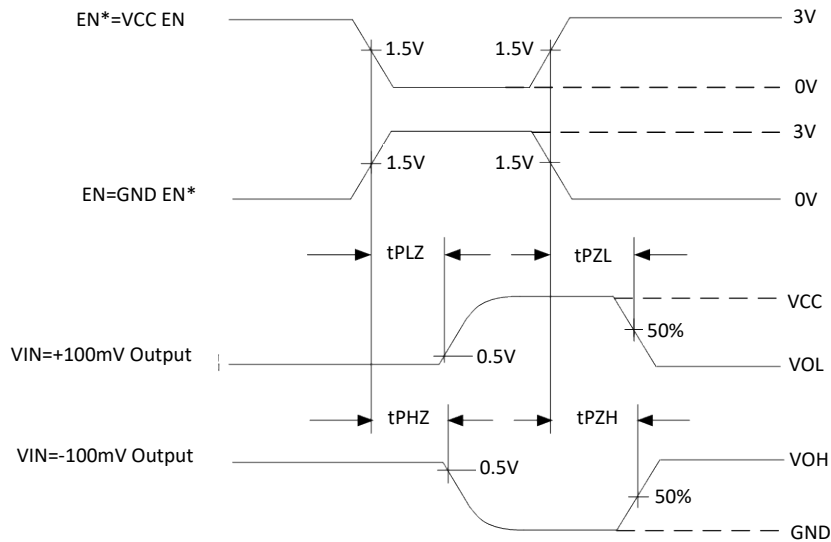 EN*=VCC EN
1.5V
1.5V
3V
0V
3V
1.5V
1.5V
EN=GND EN*
0V
tPLZ
tPZL
VCC
50%
VIN=+100mV Output
0.5V
VOL
tPHZ
tPZH
VIN=-100mV Output
0.5V
VOH
50%
GND